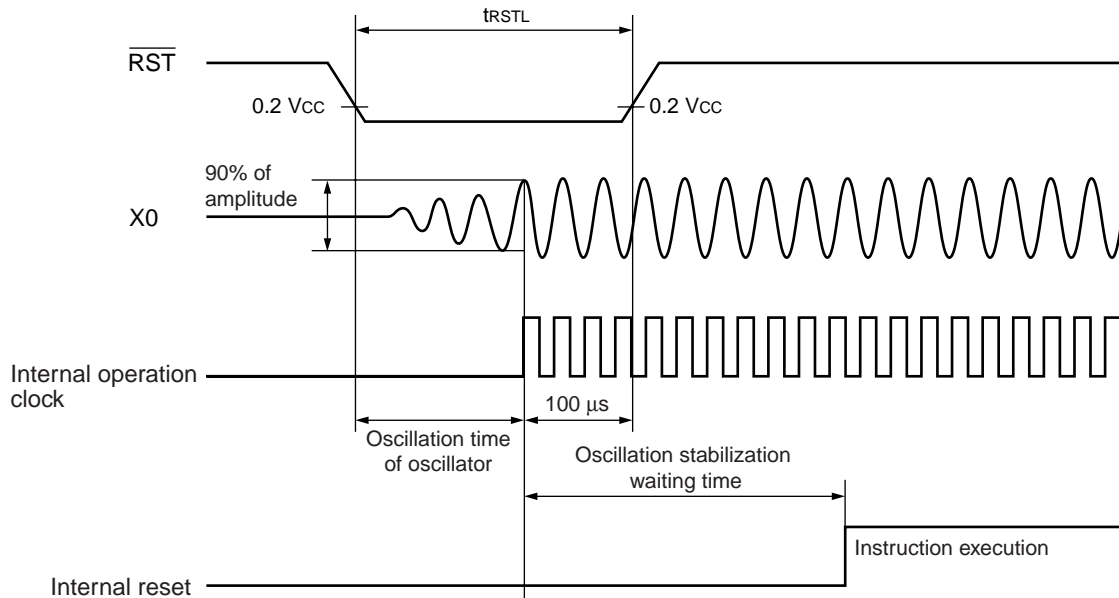 tRSTL
RST
0.2 VCC
0.2 VCC
90% of
amplitude
X0
Internal operation
clock
100 μs
Oscillation time
of oscillator
Oscillation stabilization
waiting time
Instruction execution
Internal reset